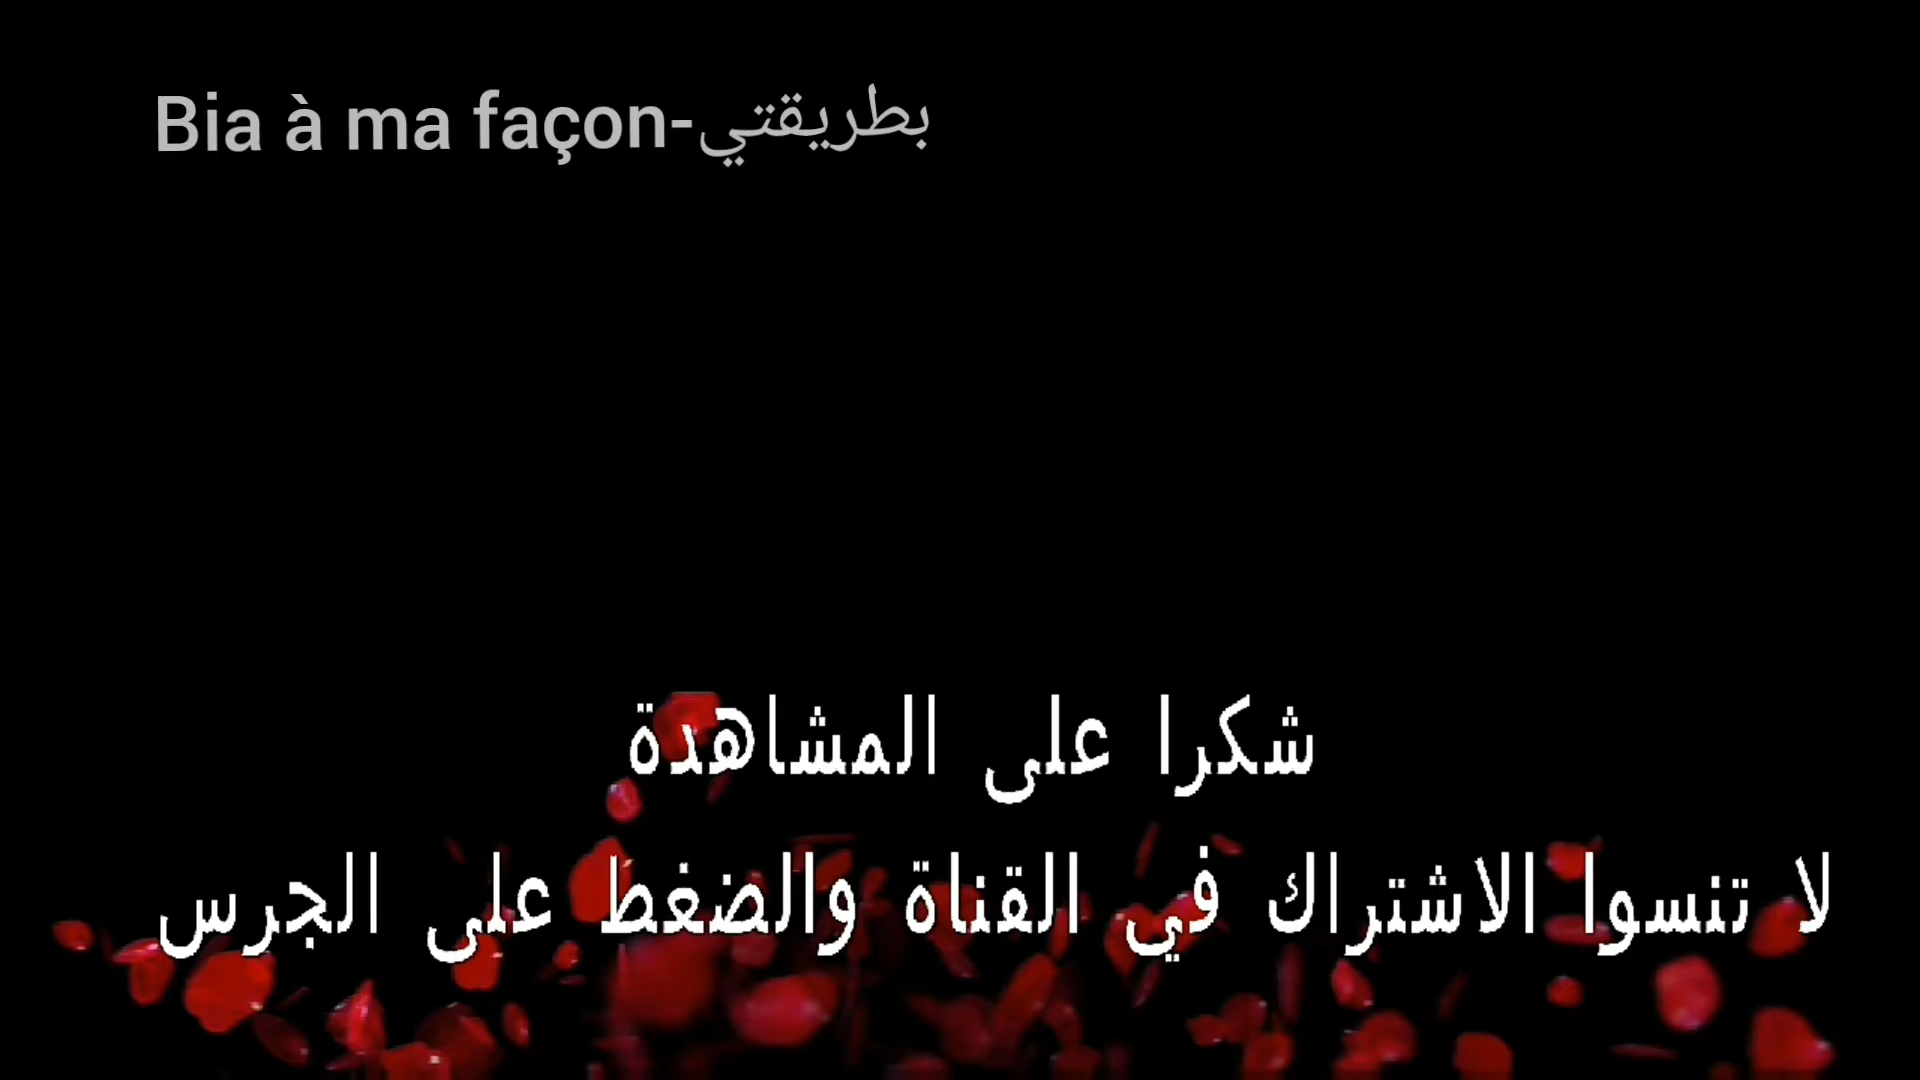 Bia à ma façon-بطريقتي
شكرا على المشاهدة
لا تنسوا الاشتراك في القناة والضغط على الجرس